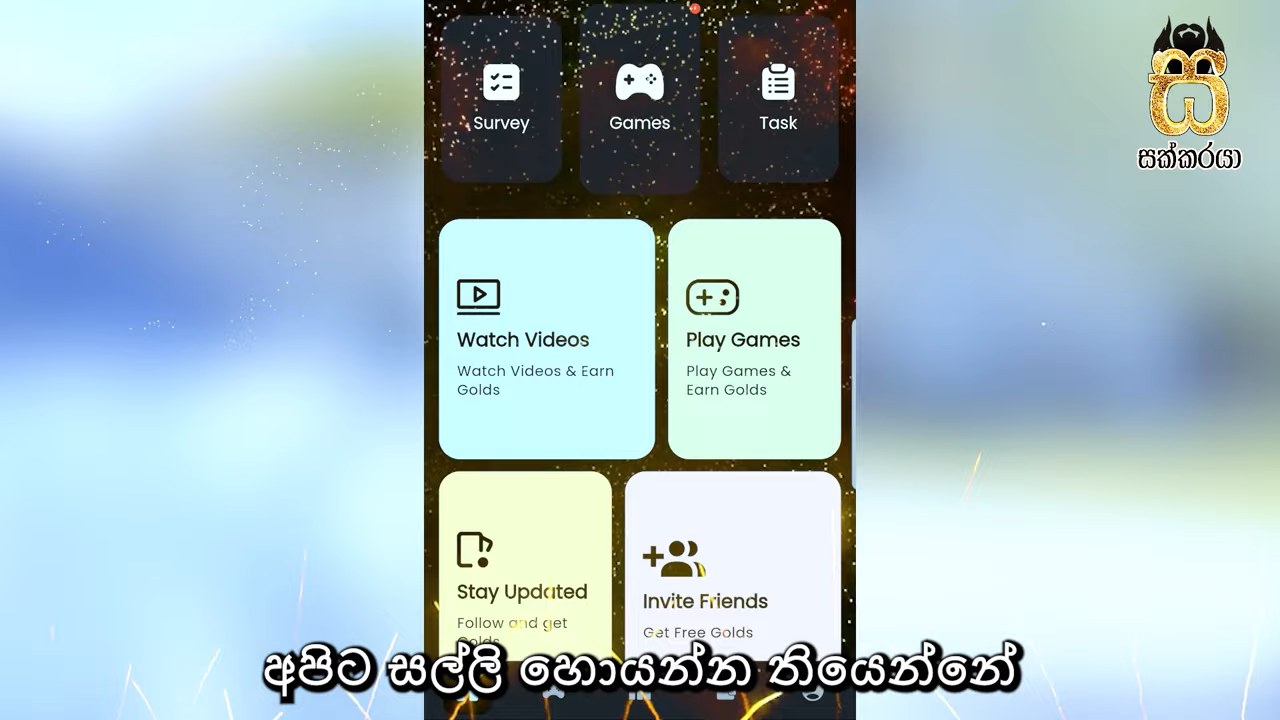 සක්කරයා
Survey
Games
Task
Watch Videos
Watch Videos & Earn
Golds
Play Games
Play Games &
Earn Golds
Stay Updated
Follow and get
Golds
Invite Friends
Get Free Golds
අපිට සල්ලි හොයන්න තියෙන්නේ